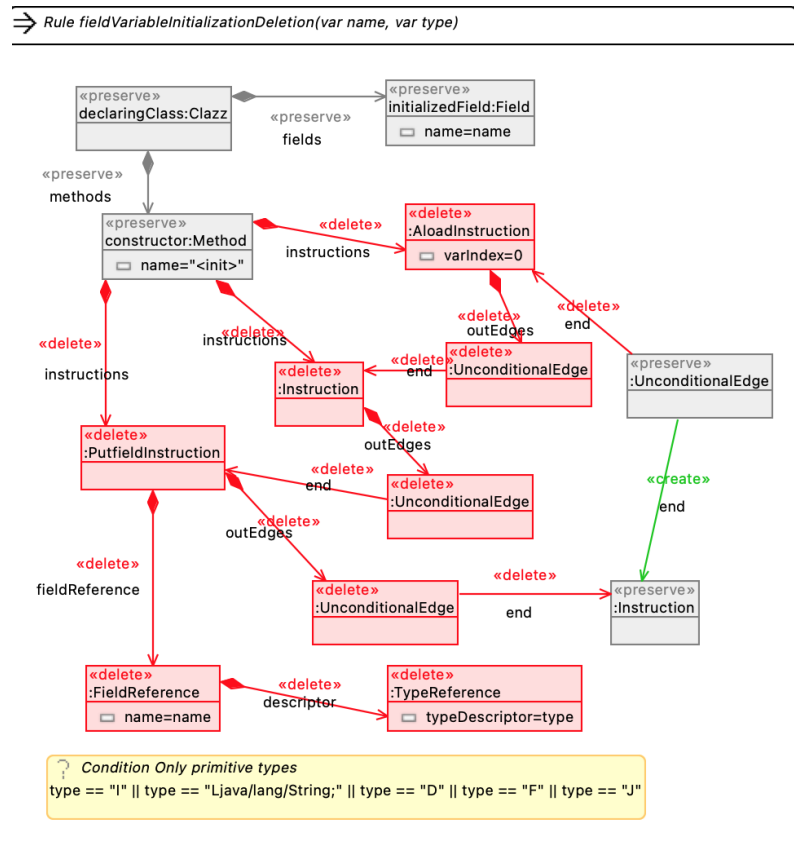 Rule fieldVariableInitializationDeletion(var name, var type)
«preserve»
declaringClass:Clazz
«preserve»
fields
«preserve»
initializedField:Field
name=name
«preserve»
methods
«preserve»
constructor:Method
name="<init>"
«delete»
instructions
«delete»
:AloadInstruction
varIndex=0
«delete»
instructions
«delete»
instructions
«delete»
outEdges
«delete»
end
«delete»
:Instruction
«delete»
end
«delete»
:UnconditionalEdge
«preserve»
:UnconditionalEdge
«delete»
:PutfieldInstruction
outEdges
«delete»
end
«delete»
:UnconditionalEdge
«create»
end
«delete»
outEdges
«delete»
fieldReference
«delete»
:UnconditionalEdge
«delete»
end
«preserve»
:Instruction
«delete»
:FieldReference
name=name
«delete»
descriptor
«delete»
:TypeReference
typeDescriptor=type
Condition Only primitive types
type == "I" || type == "Ljava/lang/String;" || type == "D" || type == "F" || type == "J"